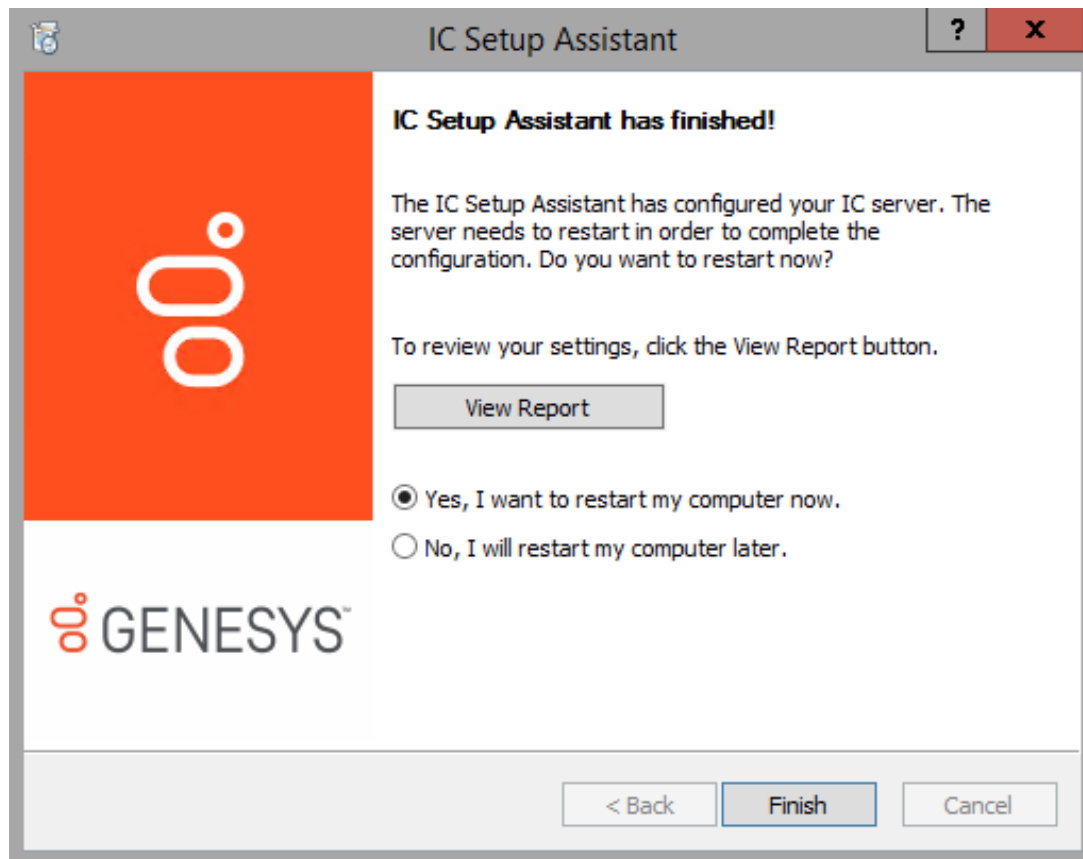 IC Setup Assistant
?
x
IC Setup Assistant has finished!
The IC Setup Assistant has configured your IC server. The
server needs to restart in order to complete the
configuration. Do you want to restart now?
To review your settings, click the View Report button.
View Report
Yes, I want to restart my computer now.
No, I will restart my computer later.
GENESYS™
< Back
Finish
Cancel